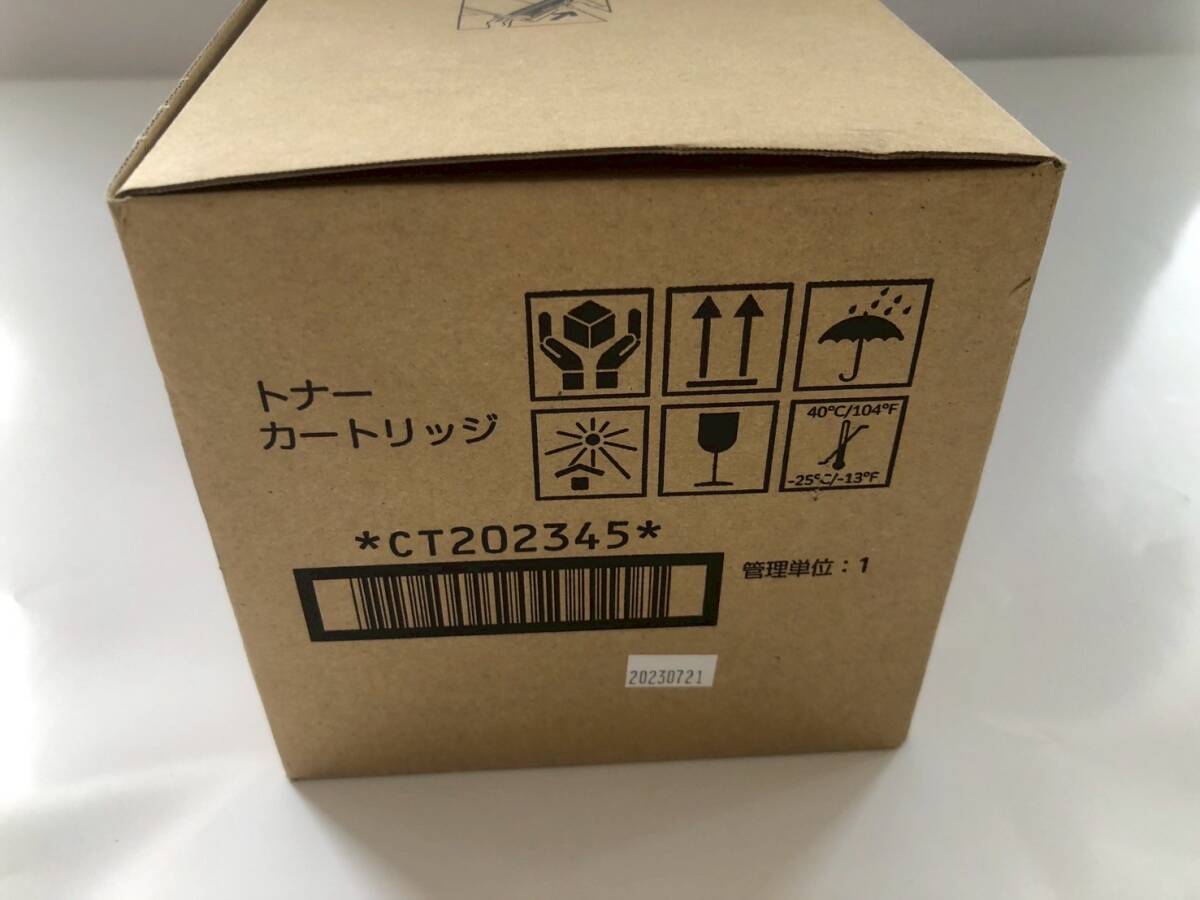 トナー
カートリッジ
40°C/104°F
-25°C/-13°F
*CT202345*
管理単位：1
20230721